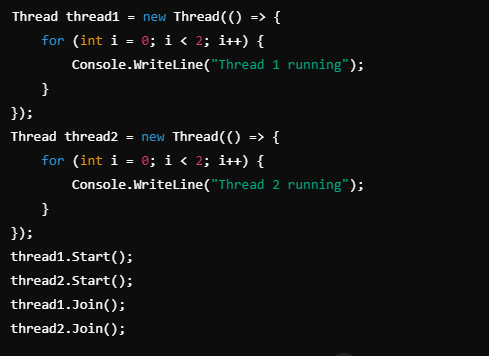 Thread thread1 = new Thread(() => {
    for (int i = 0; i < 2; i++) {
        Console.WriteLine("Thread 1 running");
    }
});
Thread thread2 = new Thread(() => {
    for (int i = 0; i < 2; i++) {
        Console.WriteLine("Thread 2 running");
    }
});
thread1.Start();
thread2.Start();
thread1.Join();
thread2.Join();